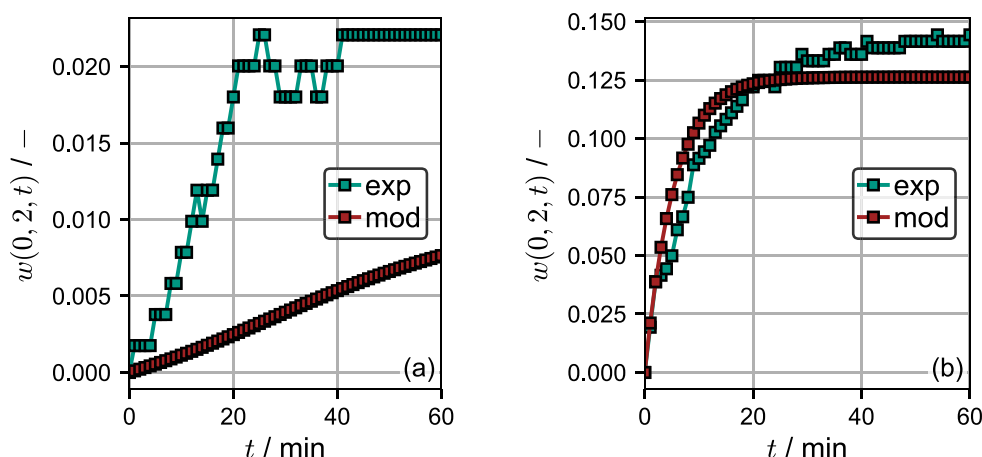 w(0, 2, t) / −
0.020
0.015
0.010
0.005
0.000
exp
mod
(a)
0 20 40 60
t / min
w(0, 2, t) / −
0.150
0.125
0.100
0.075
0.050
0.025
0.000
exp
mod
(b)
0 20 40 60
t / min